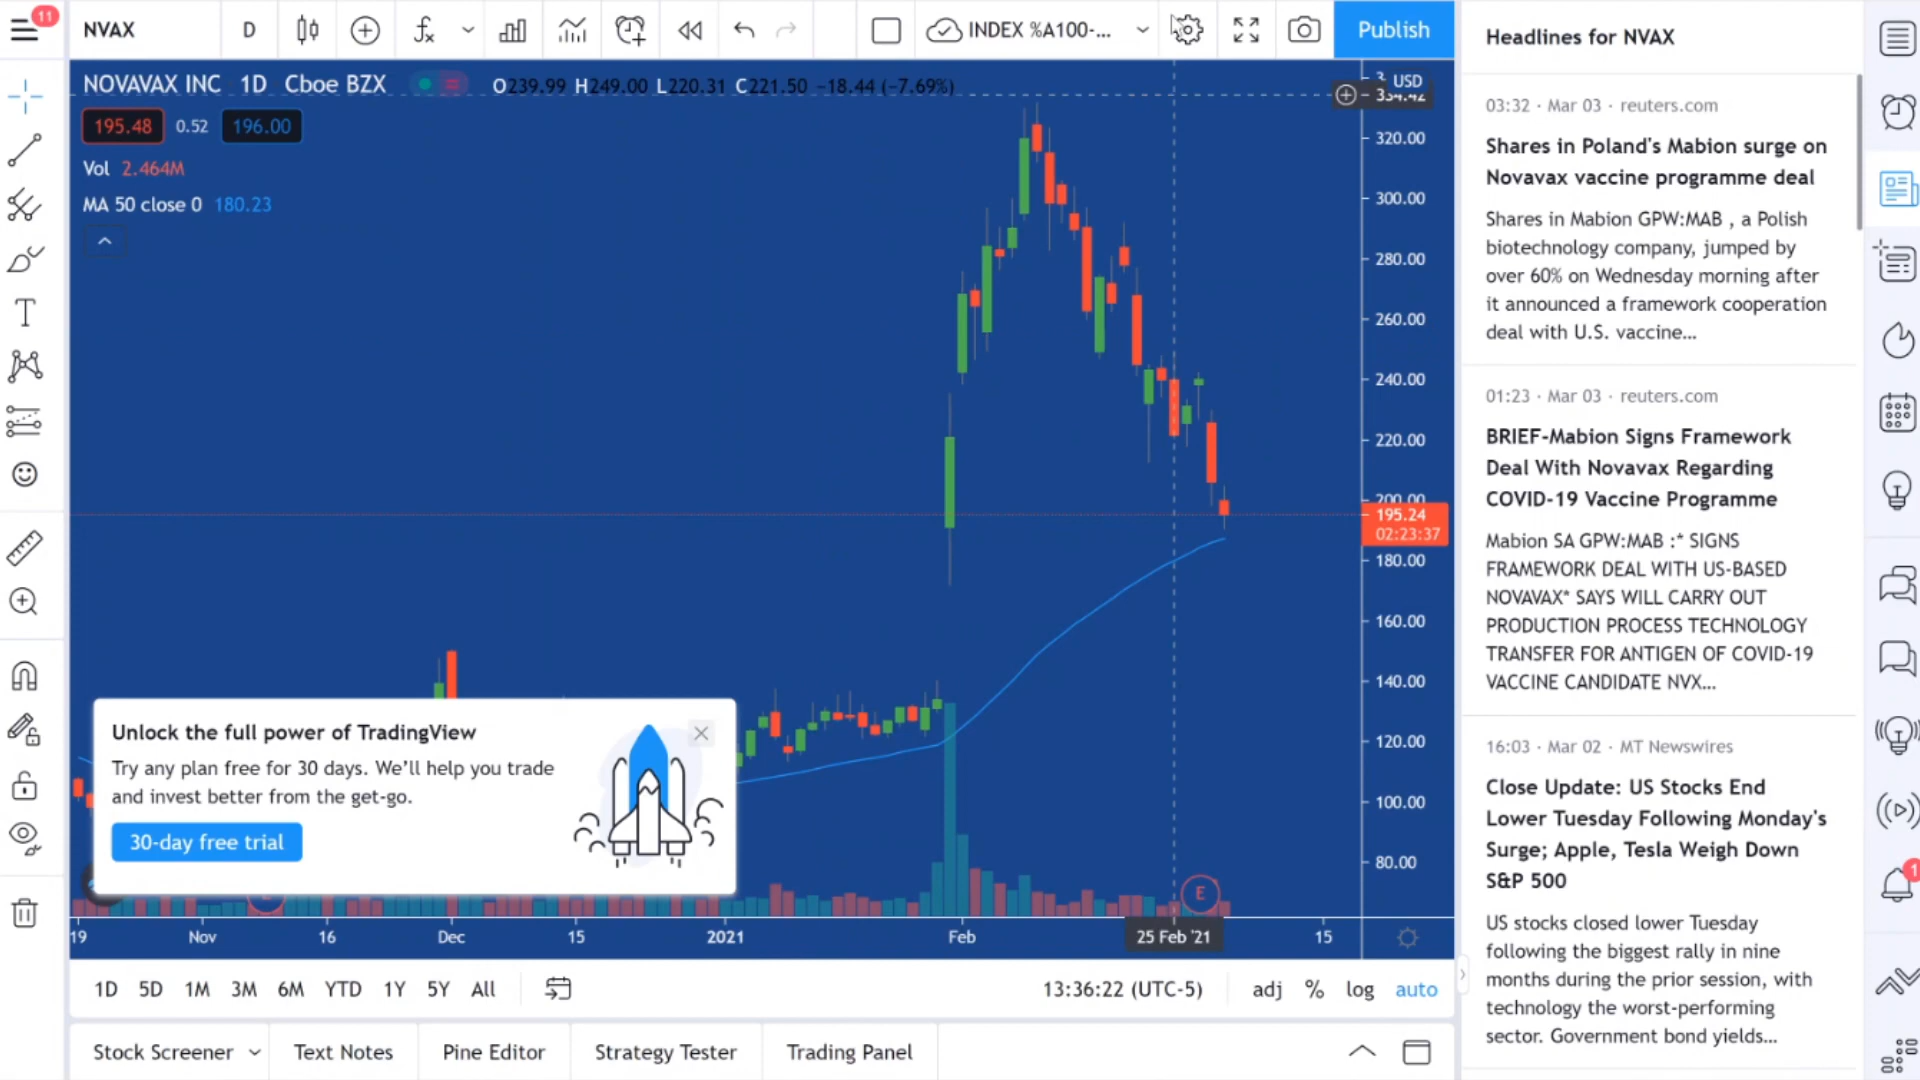 11
NVAX
D
INDEX %A100-...
Publish
NOVAVAX INC 1D Cboe BZX
O239.99 H249.00 L220.31 C221.50 −18.44 (−7.69%)
195.48 0.52 196.00
Vol 2.464M
MA 50 close 0 180.23
USD
334.42
320.00
300.00
280.00
260.00
240.00
220.00
200.00
195.24
02:23:37
180.00
160.00
140.00
120.00
100.00
80.00
Unlock the full power of TradingView
Try any plan free for 30 days. We'll help you trade
and invest better from the get-go.
30-day free trial
E
19 Nov 16 Dec 15 2021 Feb 25 Feb '21 15
1D 5D 1M 3M 6M YTD 1Y 5Y All
13:36:22 (UTC-5) adj % log auto
Stock Screener Text Notes Pine Editor Strategy Tester Trading Panel
Headlines for NVAX
03:32 · Mar 03 · reuters.com
Shares in Poland's Mabion surge on
Novavax vaccine programme deal
Shares in Mabion GPW:MAB , a Polish
biotechnology company, jumped by
over 60% on Wednesday morning after
it announced a framework cooperation
deal with U.S. vaccine...
01:23 · Mar 03 · reuters.com
BRIEF-Mabion Signs Framework
Deal With Novavax Regarding
COVID-19 Vaccine Programme
Mabion SA GPW:MAB :* SIGNS
FRAMEWORK DEAL WITH US-BASED
NOVAVAX* SAYS WILL CARRY OUT
PRODUCTION PROCESS TECHNOLOGY
TRANSFER FOR ANTIGEN OF COVID-19
VACCINE CANDIDATE NVX...
16:03 · Mar 02 · MT Newswires
Close Update: US Stocks End
Lower Tuesday Following Monday's
Surge; Apple, Tesla Weigh Down
S&P 500
US stocks closed lower Tuesday
following the biggest rally in nine
months during the prior session, with
technology the worst-performing
sector. Government bond yields...
1